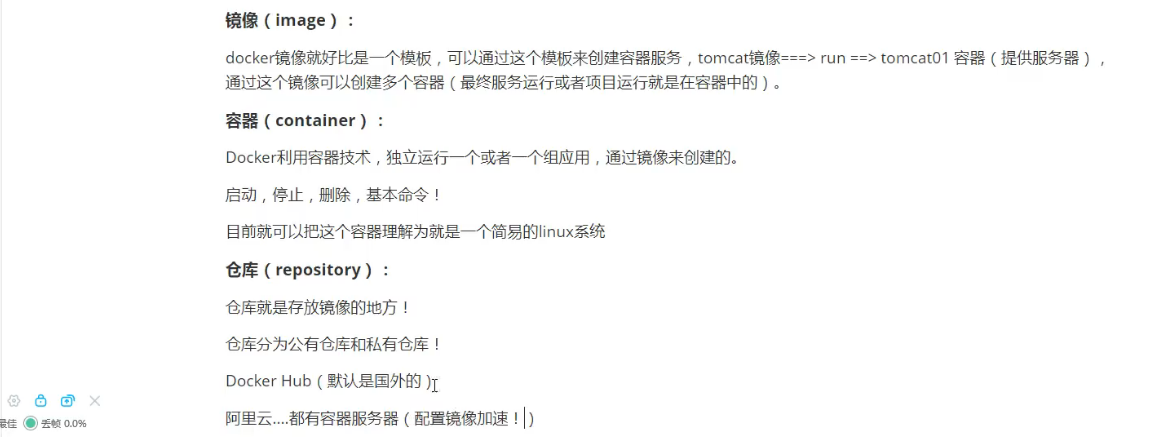 镜像（image）：
docker镜像就好比是一个模板，可以通过这个模板来创建容器服务，tomcat镜像===> run ==> tomcat01 容器（提供服务器），
通过这个镜像可以创建多个容器（最终服务运行或者项目运行就是在容器中的）。
容器（container）：
Docker利用容器技术，独立运行一个或者一个组应用，通过镜像来创建的。
启动，停止，删除，基本命令！
目前就可以把这个容器理解为就是一个简易的linux系统
仓库（repository）：
仓库就是存放镜像的地方！
仓库分为公有仓库和私有仓库！
Docker Hub（默认是国外的）
阿里云....都有容器服务器（配置镜像加速！）
最佳 丢帧 0.0%